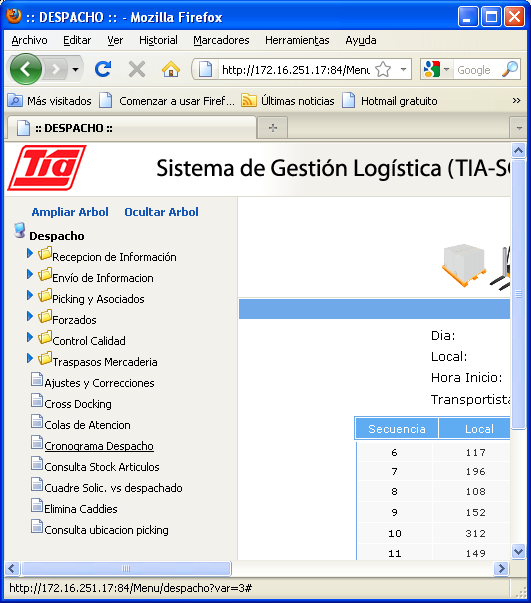 :: DESPACHO :: - Mozilla Firefox
Archivo Editar Ver Historial Marcadores Herramientas Ayuda
http://172.16.251.17:84/Menu
Google
Más visitados Comenzar a usar Firef... Últimas noticias Hotmail gratuito »
:: DESPACHO ::
Tia Sistema de Gestión Logística (TIA-S
Ampliar Arbol Ocultar Arbol
Despacho
Recepcion de Información
Envío de Informacion
Picking y Asociados
Forzados
Control Calidad
Traspasos Mercaderia
Ajustes y Correcciones
Cross Docking
Colas de Atencion
Cronograma Despacho
Consulta Stock Articulos
Cuadre Solic. vs despachado
Elimina Caddies
Consulta ubicacion picking
Dia:
Local:
Hora Inicio:
Transportista
Secuencia Local
6 117
7 196
8 108
9 152
10 312
11 149
http://172.16.251.17:84/Menu/despacho?var=3#